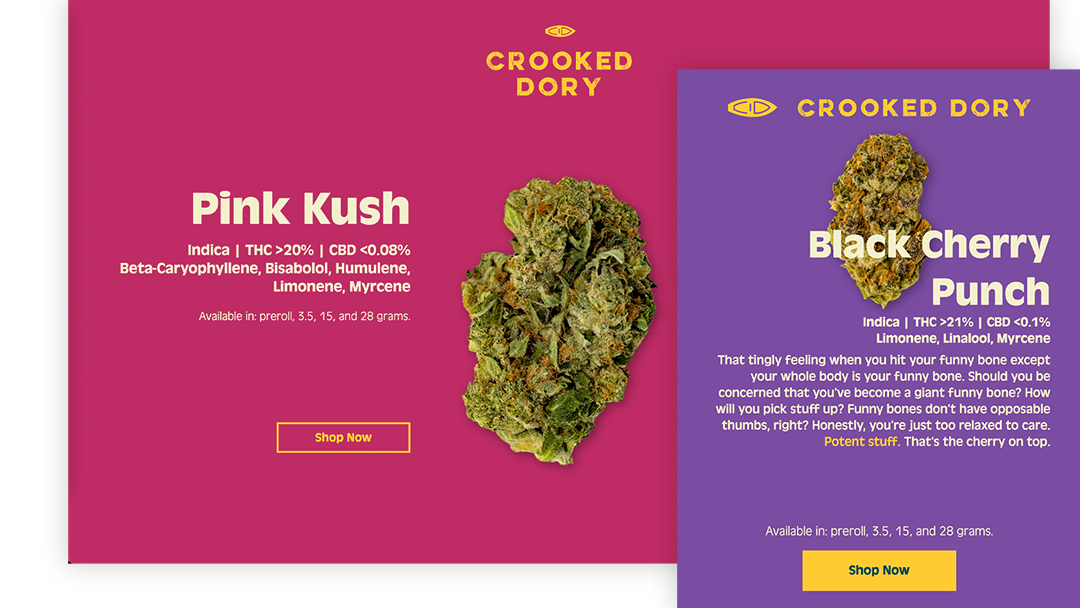 CROOKED
DORY
Pink Kush
Indica | THC >20% | CBD <0.08%
Beta-Caryophyllene, Bisabolol, Humulene,
Limonene, Myrcene
Available in: preroll, 3.5, 15, and 28 grams.
Shop Now
CROOKED DORY
Black Cherry
Punch
Indica | THC >21% | CBD <0.1%
Limonene, Linalool, Myrcene
That tingly feeling when you hit your funny bone except
your whole body is your funny bone. Should you be
concerned that you've become a giant funny bone? How
will you pick stuff up? Funny bones don't have opposable
thumbs, right? Honestly, you're just too relaxed to care.
Potent stuff. That's the cherry on top.
Available in: preroll, 3.5, 15, and 28 grams.
Shop Now